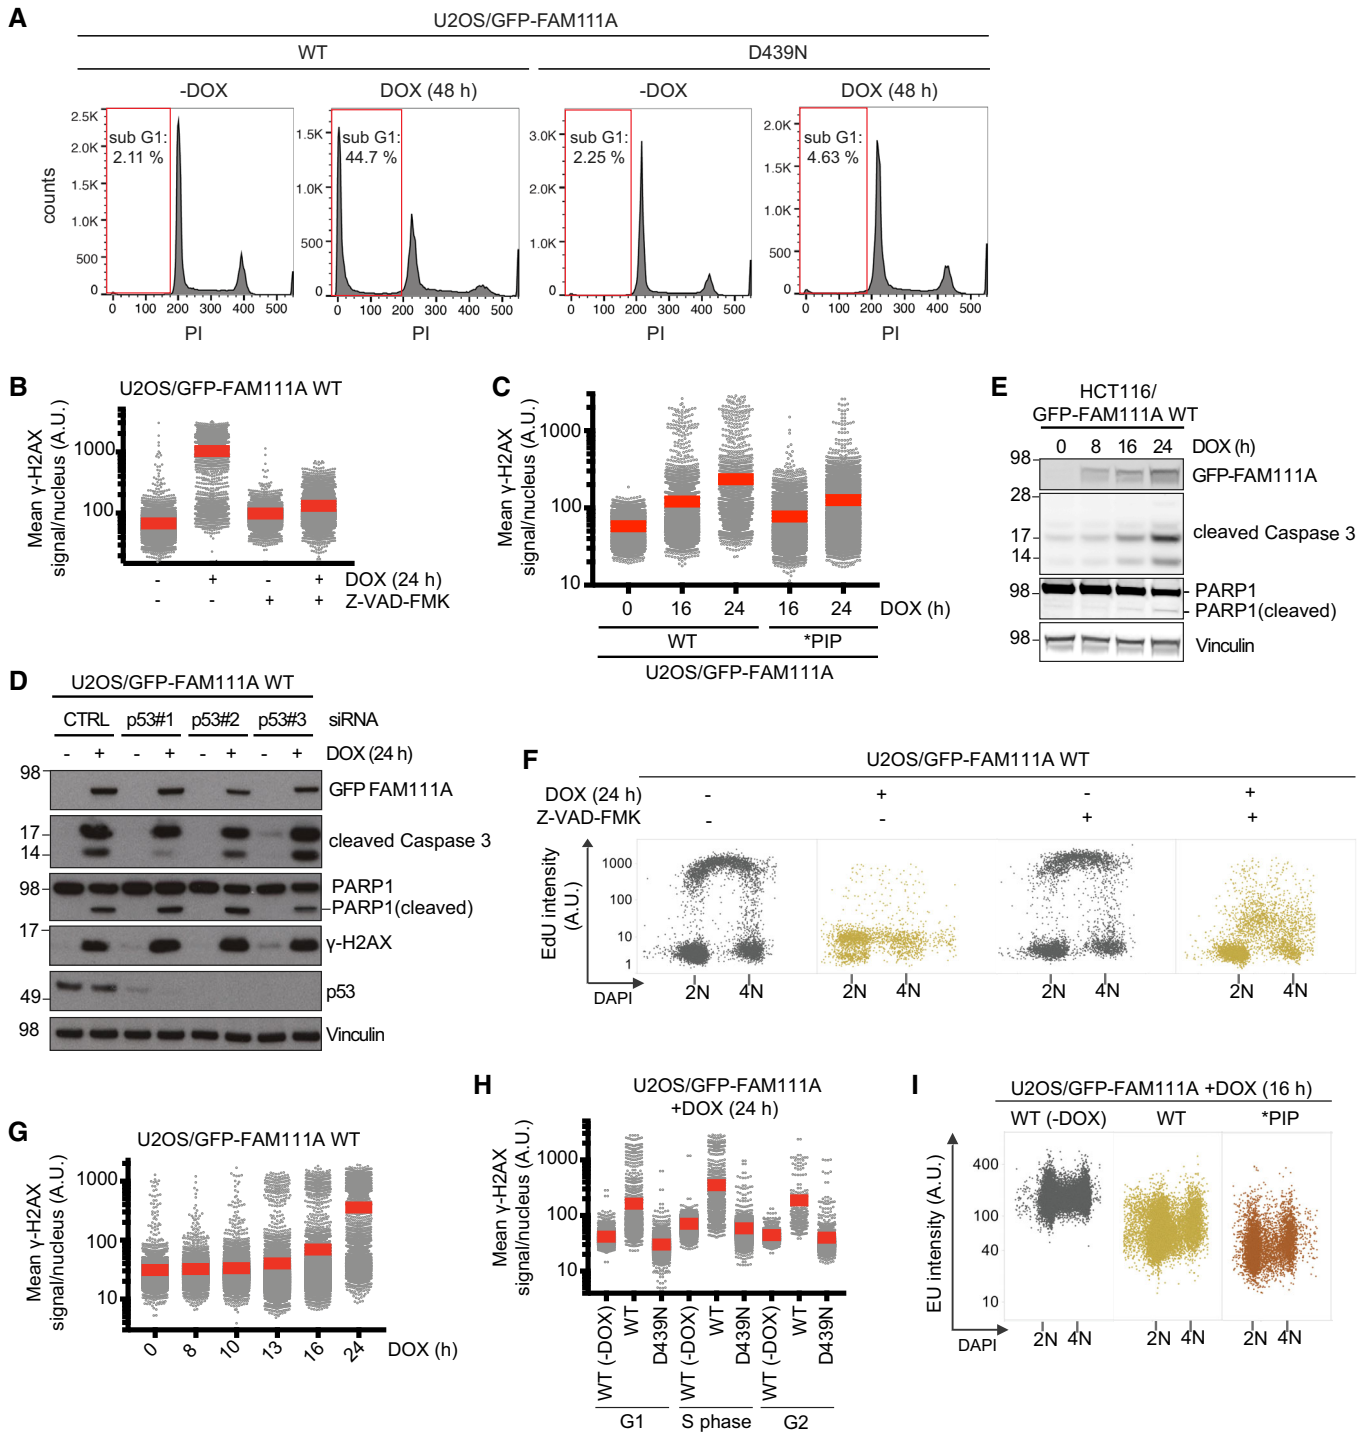 A
U2OS/GFP-FAM111A
WT
D439N
-DOX
DOX (48 h)
-DOX
DOX (48 h)
counts
2.5K
2.0K
1.5K
1.0K
500
0
sub G1:
2.11 %
0 100 200 300 400 500
PI
1.5K
1.0K
500
0
sub G1:
44.7 %
0 100 200 300 400 500
PI
3.0K
2.0K
1.0K
0
sub G1:
2.25 %
0 100 200 300 400 500
PI
2.0K
1.5K
1.0K
500
0
sub G1:
4.63 %
0 100 200 300 400 500
PI
B
U2OS/GFP-FAM111A WT
Mean γ-H2AX
signal/nucleus (A.U.)
1000
100
- + - + DOX (24 h)
- - + + Z-VAD-FMK
C
Mean γ-H2AX
signal/nucleus (A.U.)
1000
100
10
0 16 24 16 24 DOX (h)
WT *PIP
U2OS/GFP-FAM111A
E
HCT116/
GFP-FAM111A WT
0 8 16 24 DOX (h)
98
GFP-FAM111A
28
17
14
cleaved Caspase 3
98
PARP1
PARP1(cleaved)
98
Vinculin
D
U2OS/GFP-FAM111A WT
CTRL p53#1 p53#2 p53#3 siRNA
- + - + - + - + DOX (24 h)
98
GFP FAM111A
17
14
cleaved Caspase 3
98
PARP1
PARP1(cleaved)
17
γ-H2AX
49
p53
98
Vinculin
F
U2OS/GFP-FAM111A WT
DOX (24 h) - + - +
Z-VAD-FMK - - + +
EdU intensity
(A.U.)
1000
100
10
1
DAPI
2N 4N 2N 4N 2N 4N 2N 4N
G
U2OS/GFP-FAM111A WT
Mean γ-H2AX
signal/nucleus (A.U.)
1000
100
10
0 8 10 13 16 24 DOX (h)
H
U2OS/GFP-FAM111A
+DOX (24 h)
Mean γ-H2AX
signal/nucleus (A.U.)
1000
100
10
WT (-DOX)
WT
D439N
WT (-DOX)
WT
D439N
WT (-DOX)
WT
D439N
G1 S phase G2
I
U2OS/GFP-FAM111A +DOX (16 h)
WT (-DOX) WT *PIP
EU intensity (A.U.)
400
100
40
10
DAPI
2N 4N 2N 4N 2N 4N